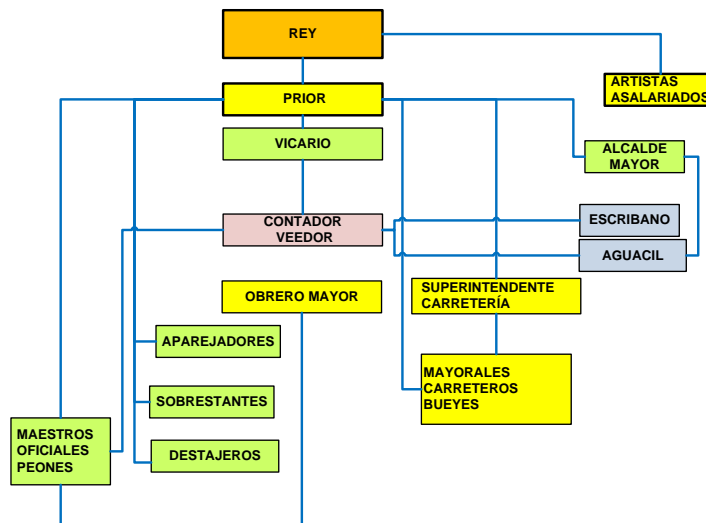 REY
ARTISTAS
ASALARIADOS
PRIOR
VICARIO
ALCALDE
MAYOR
CONTADOR
VEEDOR
ESCRIBANO
AGUACIL
OBRERO MAYOR
SUPERINTENDENTE
CARRETERÍA
APAREJADORES
MAYORALES
CARRETEROS
BUEYES
SOBRESTANTES
MAESTROS
OFICIALES
PEONES
DESTAJEROS